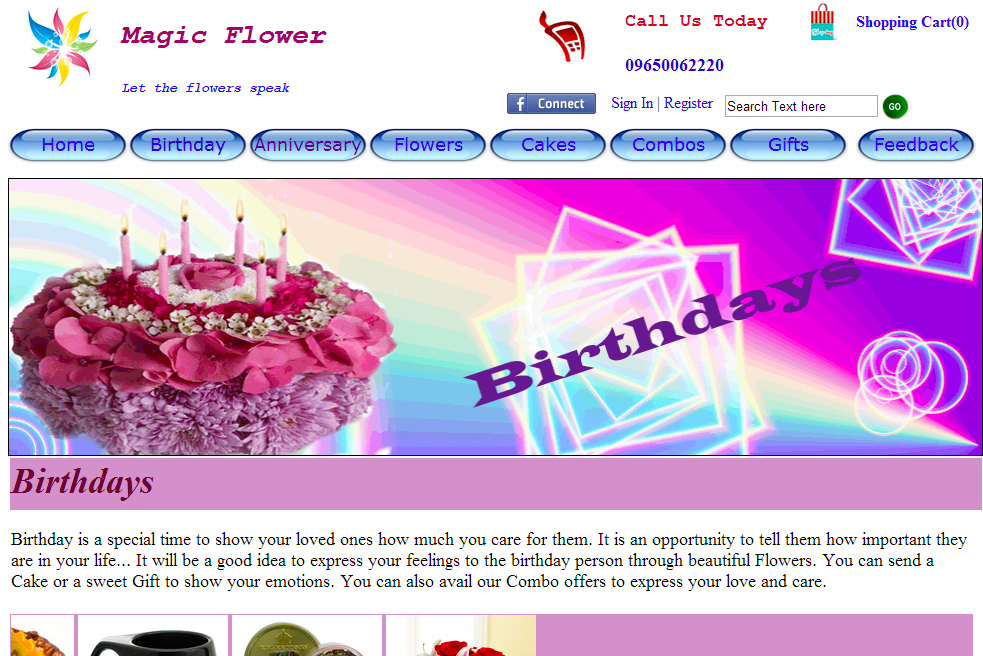 Magic Flower
Let the flowers speak
Call Us Today
09650062220
Shopping Cart(0)
f Connect
Sign In | Register
Search Text here
GO
Home
Birthday
Anniversary
Flowers
Cakes
Combos
Gifts
Feedback
Birthdays
Birthdays
Birthday is a special time to show your loved ones how much you care for them. It is an opportunity to tell them how important they
are in your life... It will be a good idea to express your feelings to the birthday person through beautiful Flowers. You can send a
Cake or a sweet Gift to show your emotions. You can also avail our Combo offers to express your love and care.